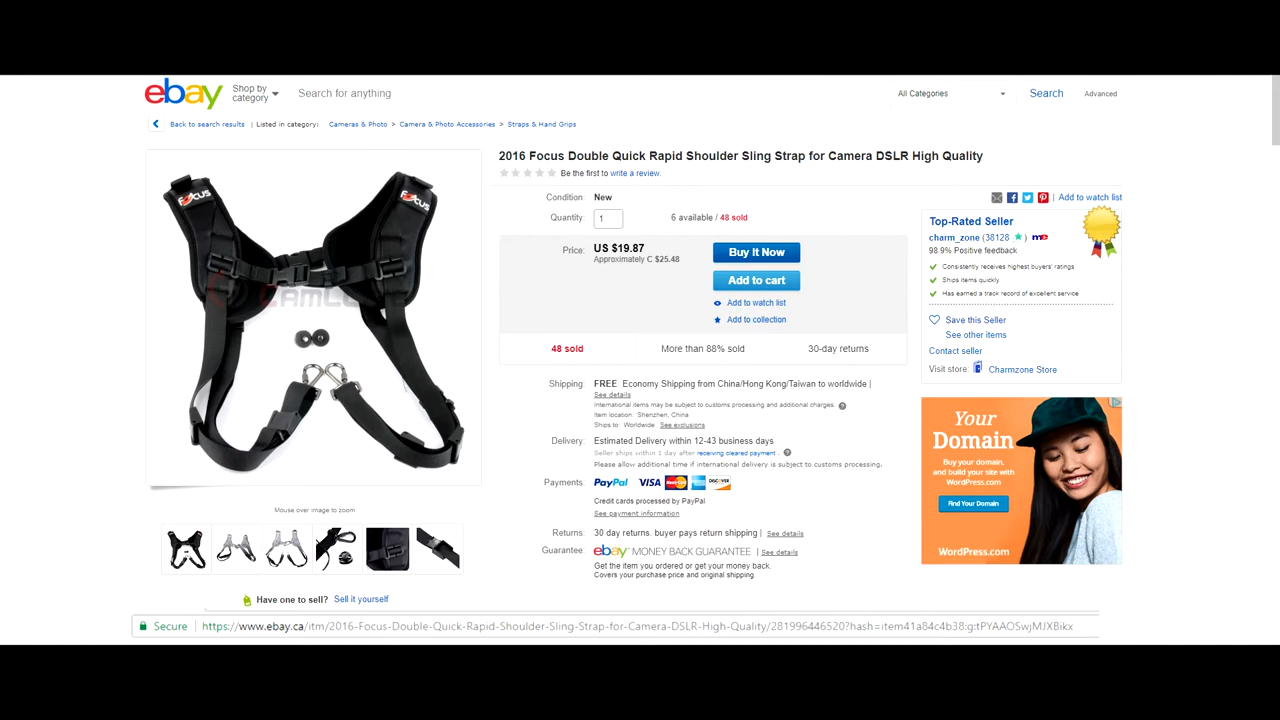 ebay
Shop by
category
Search for anything
All Categories
Search
Advanced
Back to search results | Listed in category: Cameras & Photo > Camera & Photo Accessories > Straps & Hand Grips
2016 Focus Double Quick Rapid Shoulder Sling Strap for Camera DSLR High Quality
Be the first to write a review.
FOCUS
FOCUS
Condition: New
Quantity: 1 6 available / 48 sold
Price: US $19.87
Approximately C $25.48
Buy It Now
Add to cart
Add to watch list
Add to collection
48 sold More than 88% sold 30-day returns
| Add to watch list
Top-Rated Seller
charm_zone (38128 ) me
98.9% Positive feedback
Consistently receives highest buyers' ratings
Ships items quickly
Has earned a track record of excellent service
Save this Seller
See other items
Contact seller
Visit store: Charmzone Store
Shipping: FREE Economy Shipping from China/Hong Kong/Taiwan to worldwide |
See details
International items may be subject to customs processing and additional charges.
Item location: Shenzhen, China
Ships to: Worldwide See exclusions
Delivery: Estimated Delivery within 12-43 business days
Seller ships within 1 day after receiving cleared payment .
Please allow additional time if international delivery is subject to customs processing.
Payments: PayPal VISA MasterCard DISCOVER
Credit cards processed by PayPal
See payment information
Returns: 30 day returns. buyer pays return shipping | See details
Guarantee: ebay MONEY BACK GUARANTEE | See details
Get the item you ordered or get your money back.
Covers your purchase price and original shipping
Mouse over image to zoom
Have one to sell? Sell it yourself
Your
Domain
Buy your domain,
and build your site with
WordPress.com
Find Your Domain
WordPress.com
Secure | https://www.ebay.ca/itm/2016-Focus-Double-Quick-Rapid-Shoulder-Sling-Strap-for-Camera-DSLR-High-Quality/281996446520?hash=item41a84c4b38:g:tPYAAOSwjMJXBikx